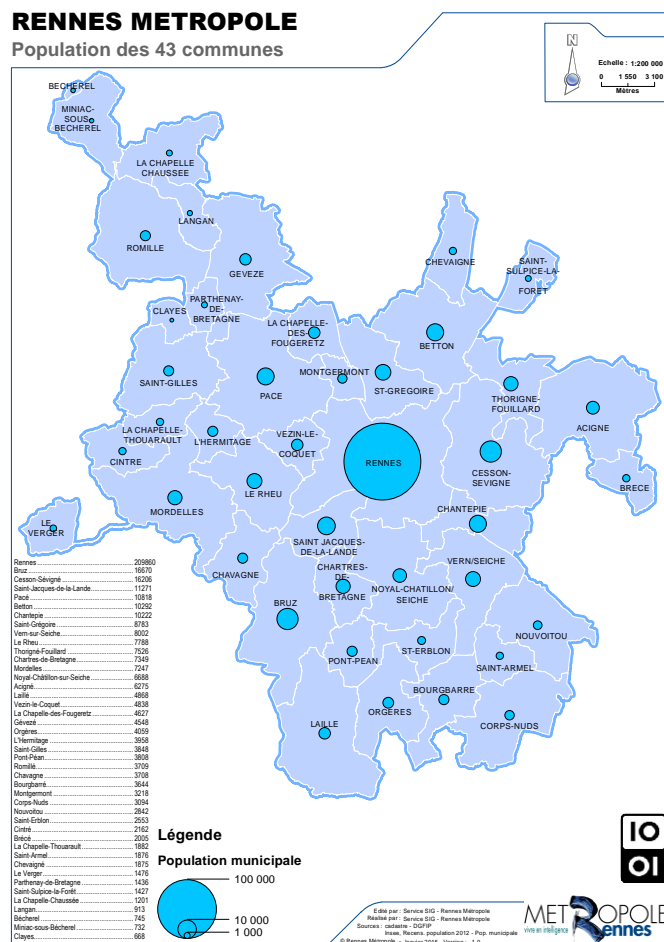 RENNES METROPOLE
Population des 43 communes
N
Echelle : 1:200 000
0 1 550 3 100
Mètres
BECHEREL
MINIAC-
SOUS-
BECHEREL
LA CHAPELLE
CHAUSSEE
LANGAN
ROMILLE
GEVEZE
CHEVAIGNE
SAINT-
SULPICE-LA-
FORET
PARTHENAY-
DE-
BRETAGNE
CLAYES
LA CHAPELLE-
DES-
FOUGERETZ
BETTON
MONTGERMONT
SAINT-GILLES
PACE
ST-GREGOIRE
THORIGNE-
FOUILLARD
ACIGNE
LA CHAPELLE-
THOUARAULT
L'HERMITAGE
VEZIN-LE-
COQUET
CINTRE
RENNES
CESSON-
SEVIGNE
BRECE
LE RHEU
MORDELLES
CHANTEPIE
LE
VERGER
SAINT JACQUES-
DE-LA-LANDE
CHAVAGNE
CHARTRES-
DE-
BRETAGNE
NOYAL-CHATILLON/
SEICHE
VERN/SEICHE
BRUZ
NOUVOITOU
ST-ERBLON
PONT-PEAN
SAINT-ARMEL
BOURGBARRE
ORGERES
CORPS-NUDS
LAILLE
Rennes 209860
Bruz 16670
Cesson-Sévigné 16206
Saint-Jacques-de-la-Lande 11271
Pacé 10818
Betton 10292
Chantepie 10222
Saint-Grégoire 8783
Vern-sur-Seiche 8002
Le Rheu 7788
Thorigné-Fouillard 7526
Chartres-de-Bretagne 7349
Mordelles 7247
Noyal-Châtillon-sur-Seiche 6688
Acigné 6275
Laillé 4868
Vezin-le-Coquet 4838
La Chapelle-des-Fougeretz 4627
Gévezé 4548
Orgères 4059
L'Hermitage 3958
Saint-Gilles 3848
Pont-Péan 3808
Romillé 3709
Chavagne 3708
Bourgbarré 3644
Montgermont 3218
Corps-Nuds 3094
Nouvoitou 2842
Saint-Erblon 2553
Cintré 2162
Brécé 2005
La Chapelle-Thouarault 1882
Saint-Armel 1876
Chevaigné 1875
Le Verger 1476
Parthenay-de-Bretagne 1436
Saint-Sulpice-la-Forêt 1427
La Chapelle-Chaussée 1201
Langan 913
Bécherel 745
Miniac-sous-Bécherel 732
Clayes 668
Légende
Population municipale
100 000
10 000
1 000
Edité par : Service SIG - Rennes Métropole
Réalisé par : Service SIG - Rennes Métropole
Sources : cadastre - DGFIP
Insee, Recens. population 2012 - Pop. municipale
© Rennes Métropole
IO
OI
METROPOLE
vivre en intelligence
Rennes